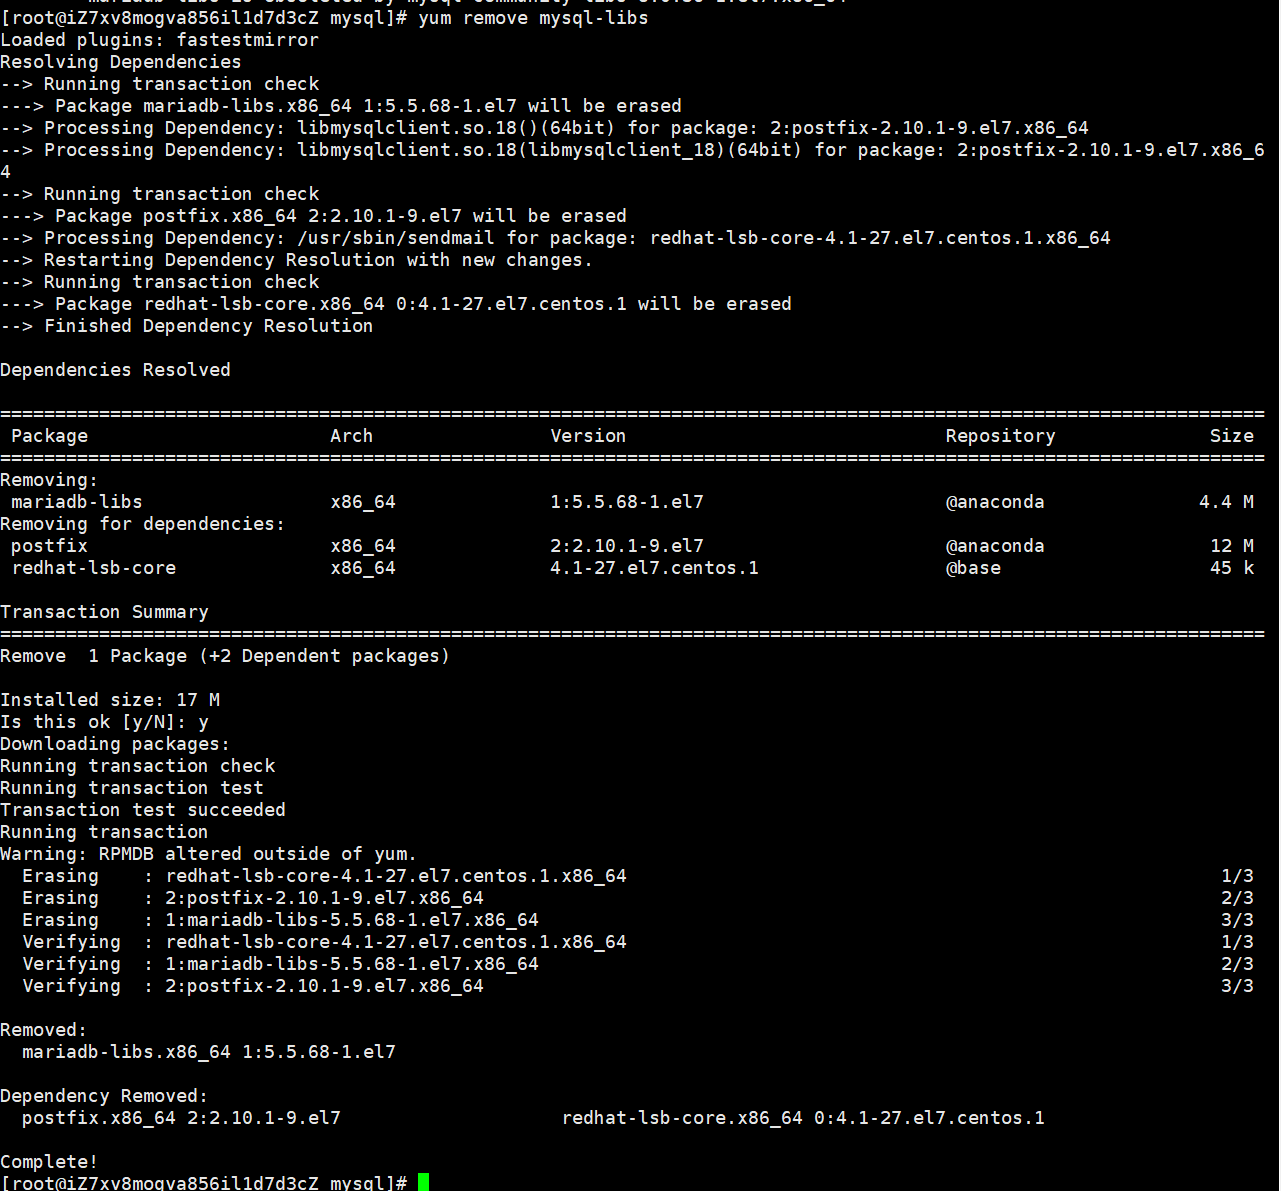 [root@iZ7xv8mogva856il1d7d3cZ mysql]# yum remove mysql-libs
Loaded plugins: fastestmirror
Resolving Dependencies
--> Running transaction check
---> Package mariadb-libs.x86_64 1:5.5.68-1.el7 will be erased
--> Processing Dependency: libmysqlclient.so.18()(64bit) for package: 2:postfix-2.10.1-9.el7.x86_64
--> Processing Dependency: libmysqlclient.so.18(libmysqlclient_18)(64bit) for package: 2:postfix-2.10.1-9.el7.x86_6
4
--> Running transaction check
---> Package postfix.x86_64 2:2.10.1-9.el7 will be erased
--> Processing Dependency: /usr/sbin/sendmail for package: redhat-lsb-core-4.1-27.el7.centos.1.x86_64
--> Restarting Dependency Resolution with new changes.
--> Running transaction check
---> Package redhat-lsb-core.x86_64 0:4.1-27.el7.centos.1 will be erased
--> Finished Dependency Resolution
Dependencies Resolved
===================================================================================================================
Package Arch Version Repository Size
===================================================================================================================
Removing:
mariadb-libs x86_64 1:5.5.68-1.el7 @anaconda 4.4 M
Removing for dependencies:
postfix x86_64 2:2.10.1-9.el7 @anaconda 12 M
redhat-lsb-core x86_64 4.1-27.el7.centos.1 @base 45 k
Transaction Summary
===================================================================================================================
Remove  1 Package (+2 Dependent packages)
Installed size: 17 M
Is this ok [y/N]: y
Downloading packages:
Running transaction check
Running transaction test
Transaction test succeeded
Running transaction
Warning: RPMDB altered outside of yum.
Erasing : redhat-lsb-core-4.1-27.el7.centos.1.x86_64 1/3
Erasing : 2:postfix-2.10.1-9.el7.x86_64 2/3
Erasing : 1:mariadb-libs-5.5.68-1.el7.x86_64 3/3
Verifying : redhat-lsb-core-4.1-27.el7.centos.1.x86_64 1/3
Verifying : 1:mariadb-libs-5.5.68-1.el7.x86_64 2/3
Verifying : 2:postfix-2.10.1-9.el7.x86_64 3/3
Removed:
mariadb-libs.x86_64 1:5.5.68-1.el7
Dependency Removed:
postfix.x86_64 2:2.10.1-9.el7 redhat-lsb-core.x86_64 0:4.1-27.el7.centos.1
Complete!
[root@iZ7xv8mogva856il1d7d3cZ mysql]#